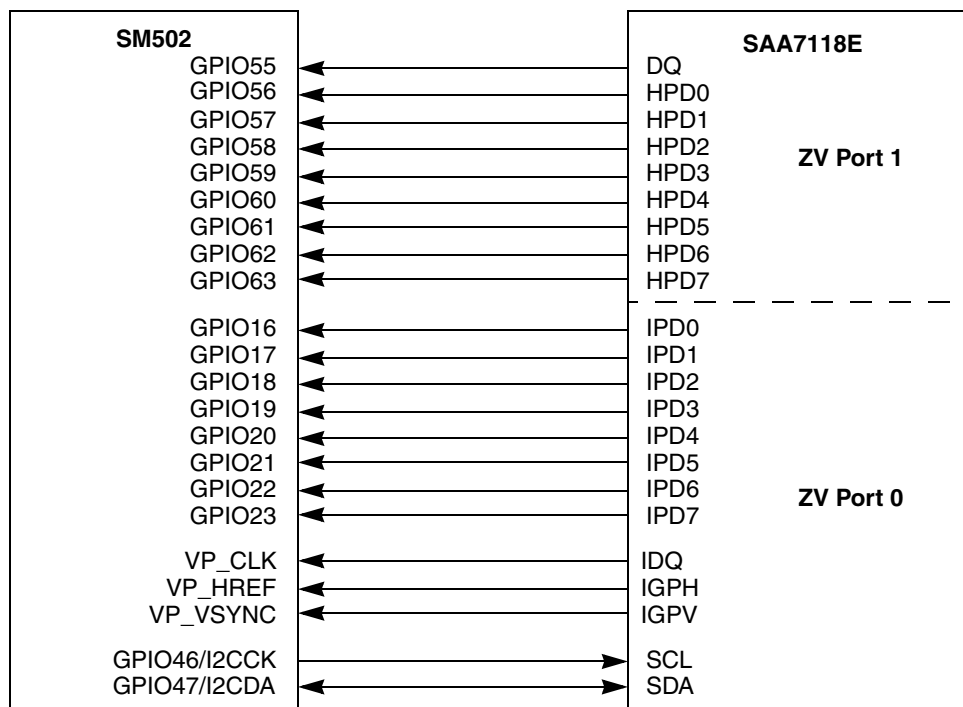 SM502 SAA7118E
GPIO55 DQ
GPIO56 HPD0
GPIO57 HPD1
GPIO58 HPD2 ZV Port 1
GPIO59 HPD3
GPIO60 HPD4
GPIO61 HPD5
GPIO62 HPD6
GPIO63 HPD7
GPIO16 IPD0
GPIO17 IPD1
GPIO18 IPD2
GPIO19 IPD3
GPIO20 IPD4
GPIO21 IPD5
GPIO22 IPD6 ZV Port 0
GPIO23 IPD7
VP_CLK IDQ
VP_HREF IGPH
VP_VSYNC IGPV
GPIO46/I2CCK SCL
GPIO47/I2CDA SDA